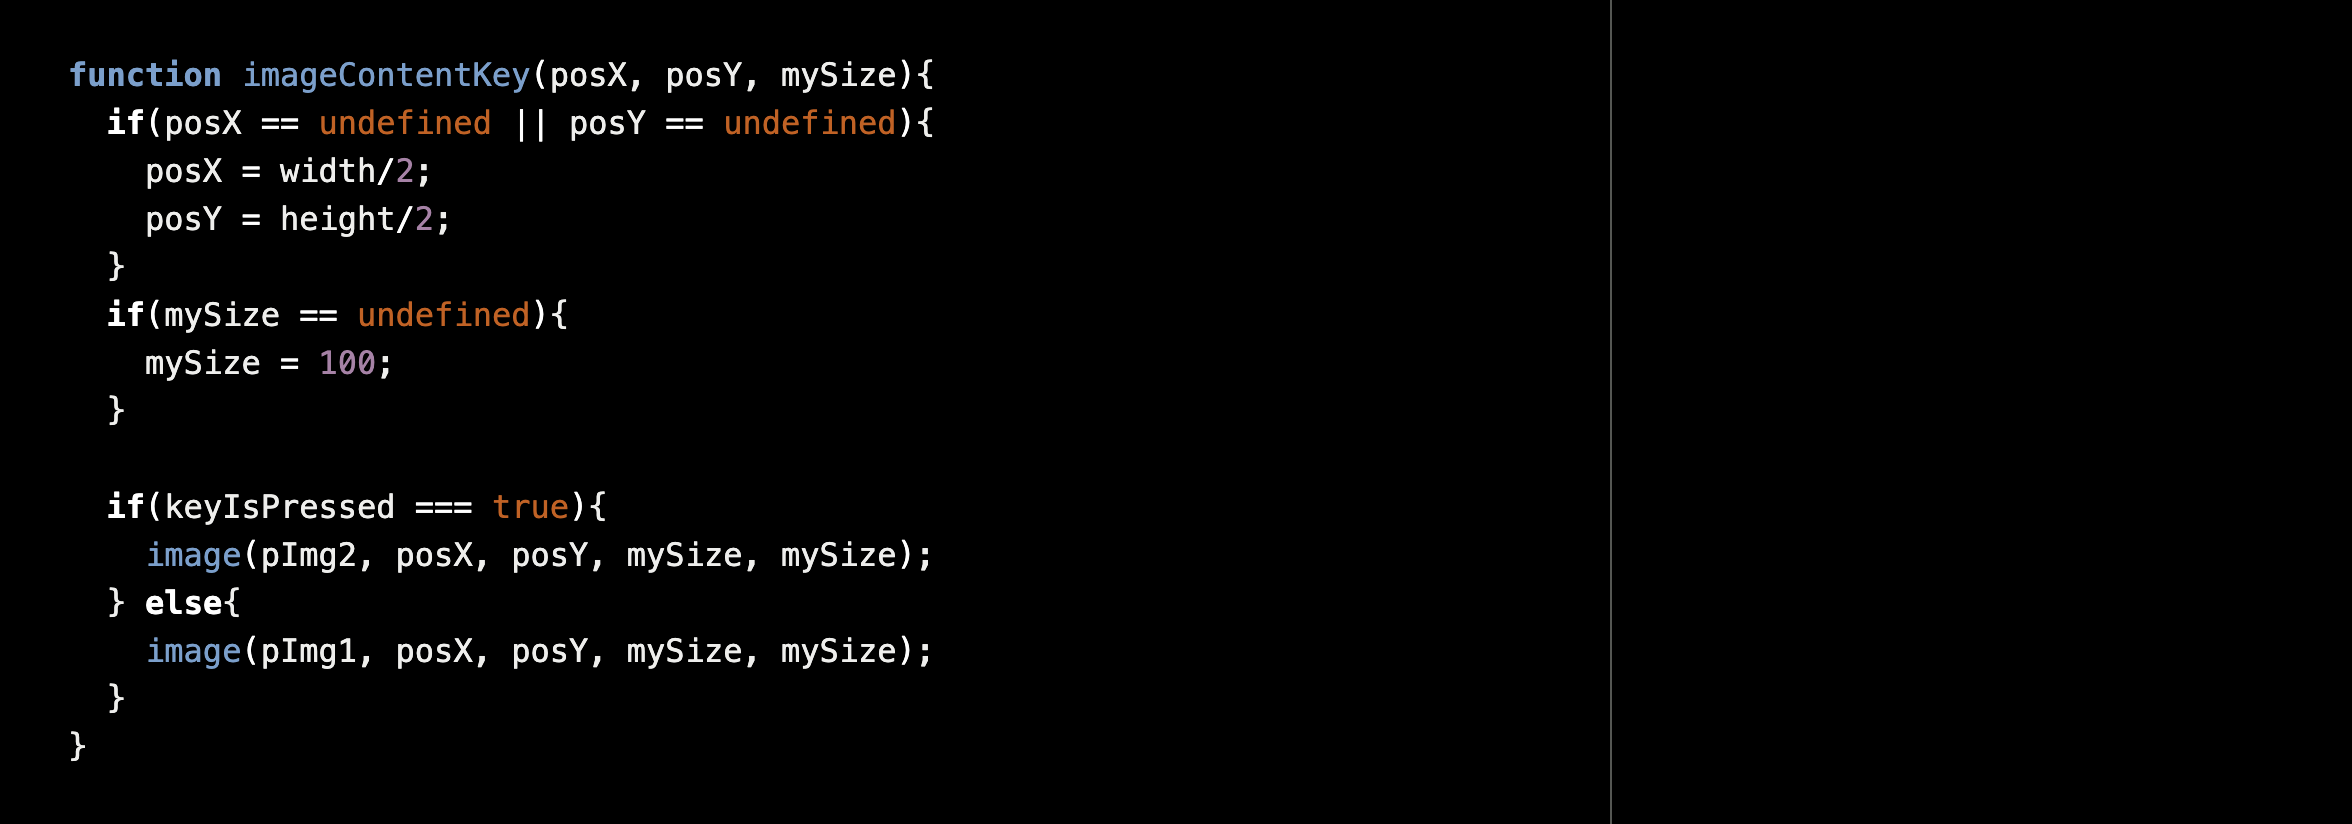 function imageContentKey(posX, posY, mySize){
  if(posX == undefined || posY == undefined){
    posX = width/2;
    posY = height/2;
  }
  if(mySize == undefined){
    mySize = 100;
  }

  if(keyIsPressed === true){
    image(pImg2, posX, posY, mySize, mySize);
  } else{
    image(pImg1, posX, posY, mySize, mySize);
  }
}